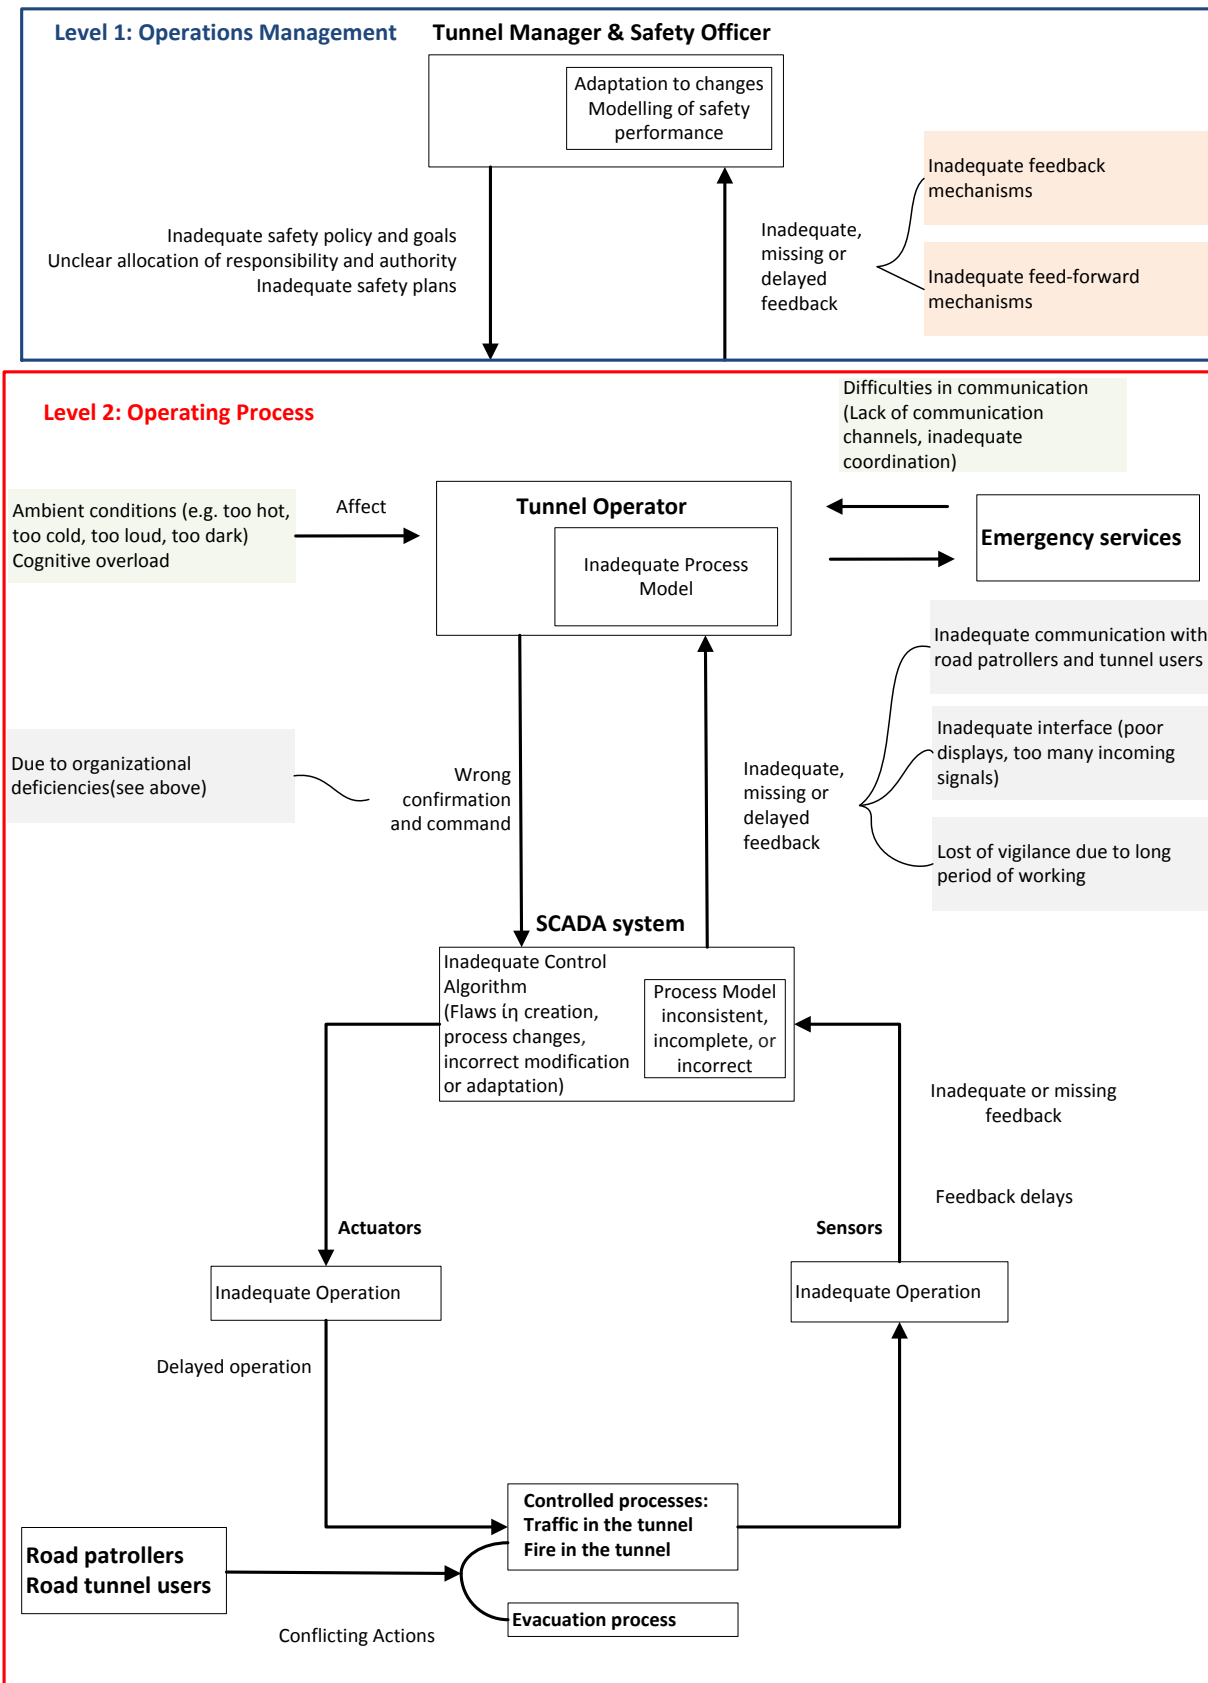 Level 1: Operations Management
Tunnel Manager & Safety Officer
Adaptation to changes
Modelling of safety
performance
Inadequate safety policy and goals
Unclear allocation of responsibility and authority
Inadequate safety plans
Inadequate,
missing or
delayed
feedback
Inadequate feedback
mechanisms
Inadequate feed-forward
mechanisms
Level 2: Operating Process
Difficulties in communication
(Lack of communication
channels, inadequate
coordination)
Ambient conditions (e.g. too hot,
too cold, too loud, too dark)
Cognitive overload
Affect
Tunnel Operator
Inadequate Process
Model
Emergency services
Inadequate communication with
road patrollers and tunnel users
Inadequate interface (poor
displays, too many incoming
signals)
Lost of vigilance due to long
period of working
Due to organizational
deficiencies(see above)
Wrong
confirmation
and command
Inadequate,
missing or
delayed
feedback
SCADA system
Inadequate Control
Algorithm
(Flaws ίη creation,
process changes,
incorrect modification
or adaptation)
Process Model
inconsistent,
incomplete, or
incorrect
Inadequate or missing
feedback
Feedback delays
Actuators
Sensors
Inadequate Operation
Inadequate Operation
Delayed operation
Controlled processes:
Traffic in the tunnel
Fire in the tunnel
Road patrollers
Road tunnel users
Evacuation process
Conflicting Actions